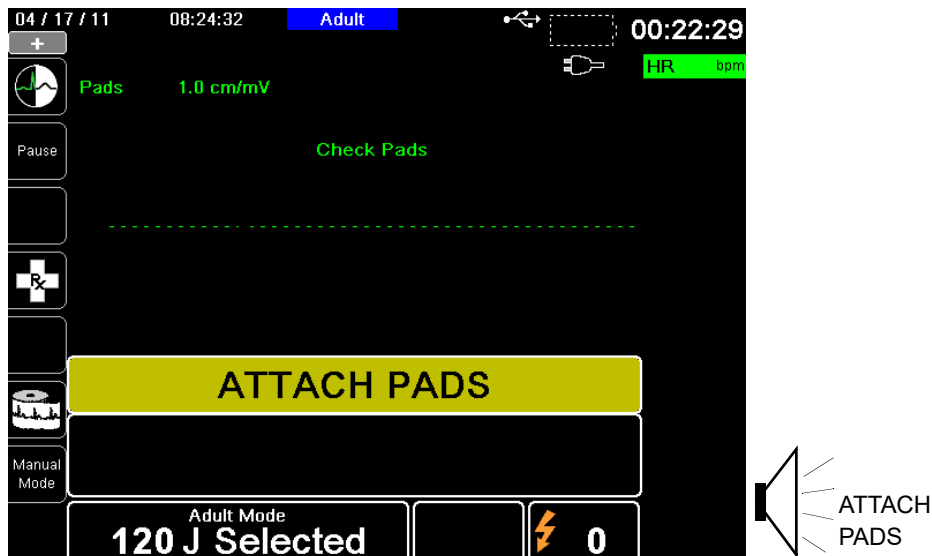 04 / 17 / 11 08:24:32 Adult 00:22:29
+
HR bpm
Pads 1.0 cm/mV
Pause
Check Pads
Rx
ATTACH PADS
Manual
Mode
Adult Mode
120 J Selected
0
ATTACH
PADS